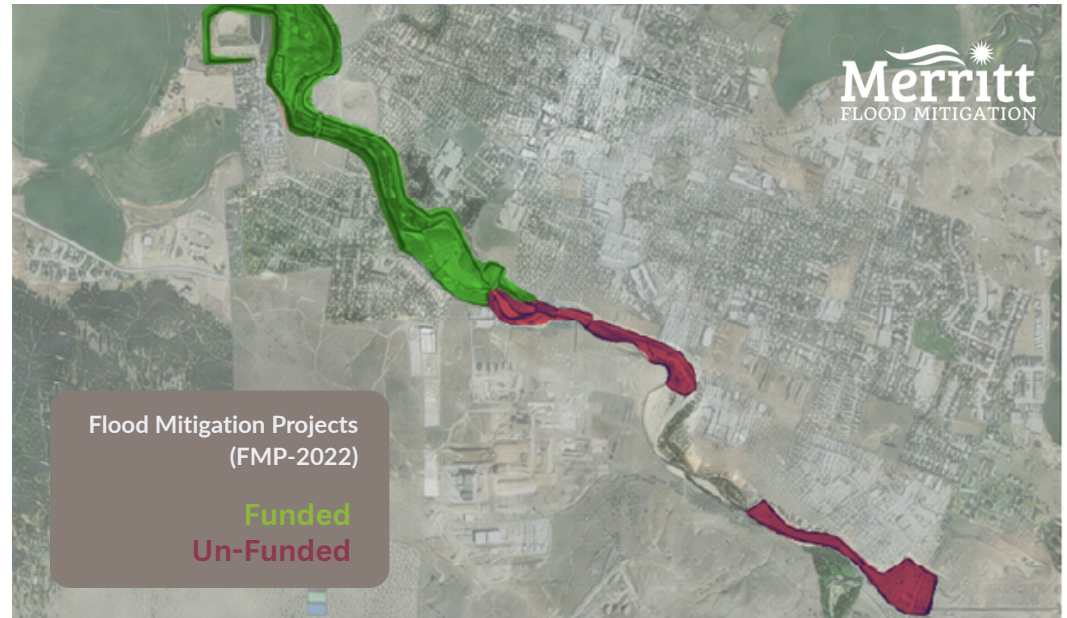 Merritt
FLOOD MITIGATION
Flood Mitigation Projects
(FMP-2022)
Funded
Un-Funded